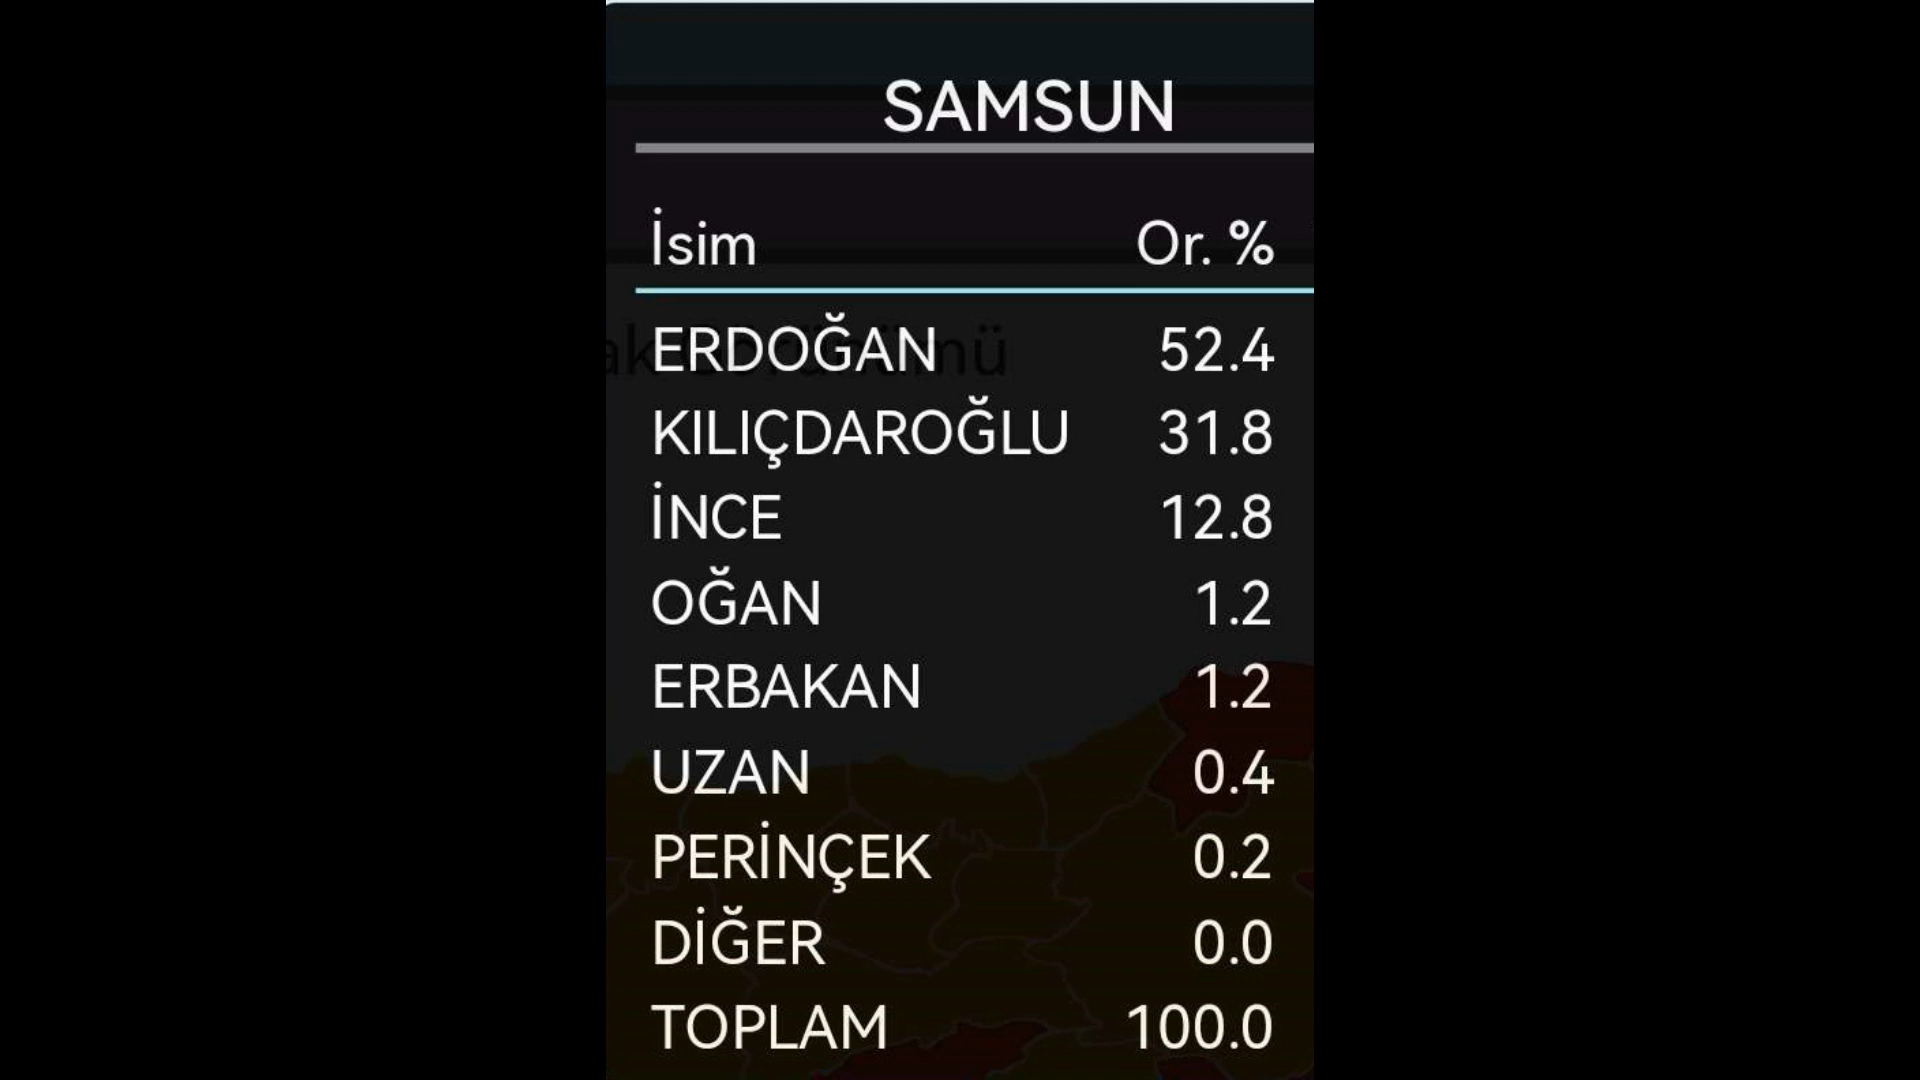 SAMSUN
İsim Or. %
ERDOĞAN 52.4
KILIÇDAROĞLU 31.8
İNCE 12.8
OĞAN 1.2
ERBAKAN 1.2
UZAN 0.4
PERİNÇEK 0.2
DİĞER 0.0
TOPLAM 100.0